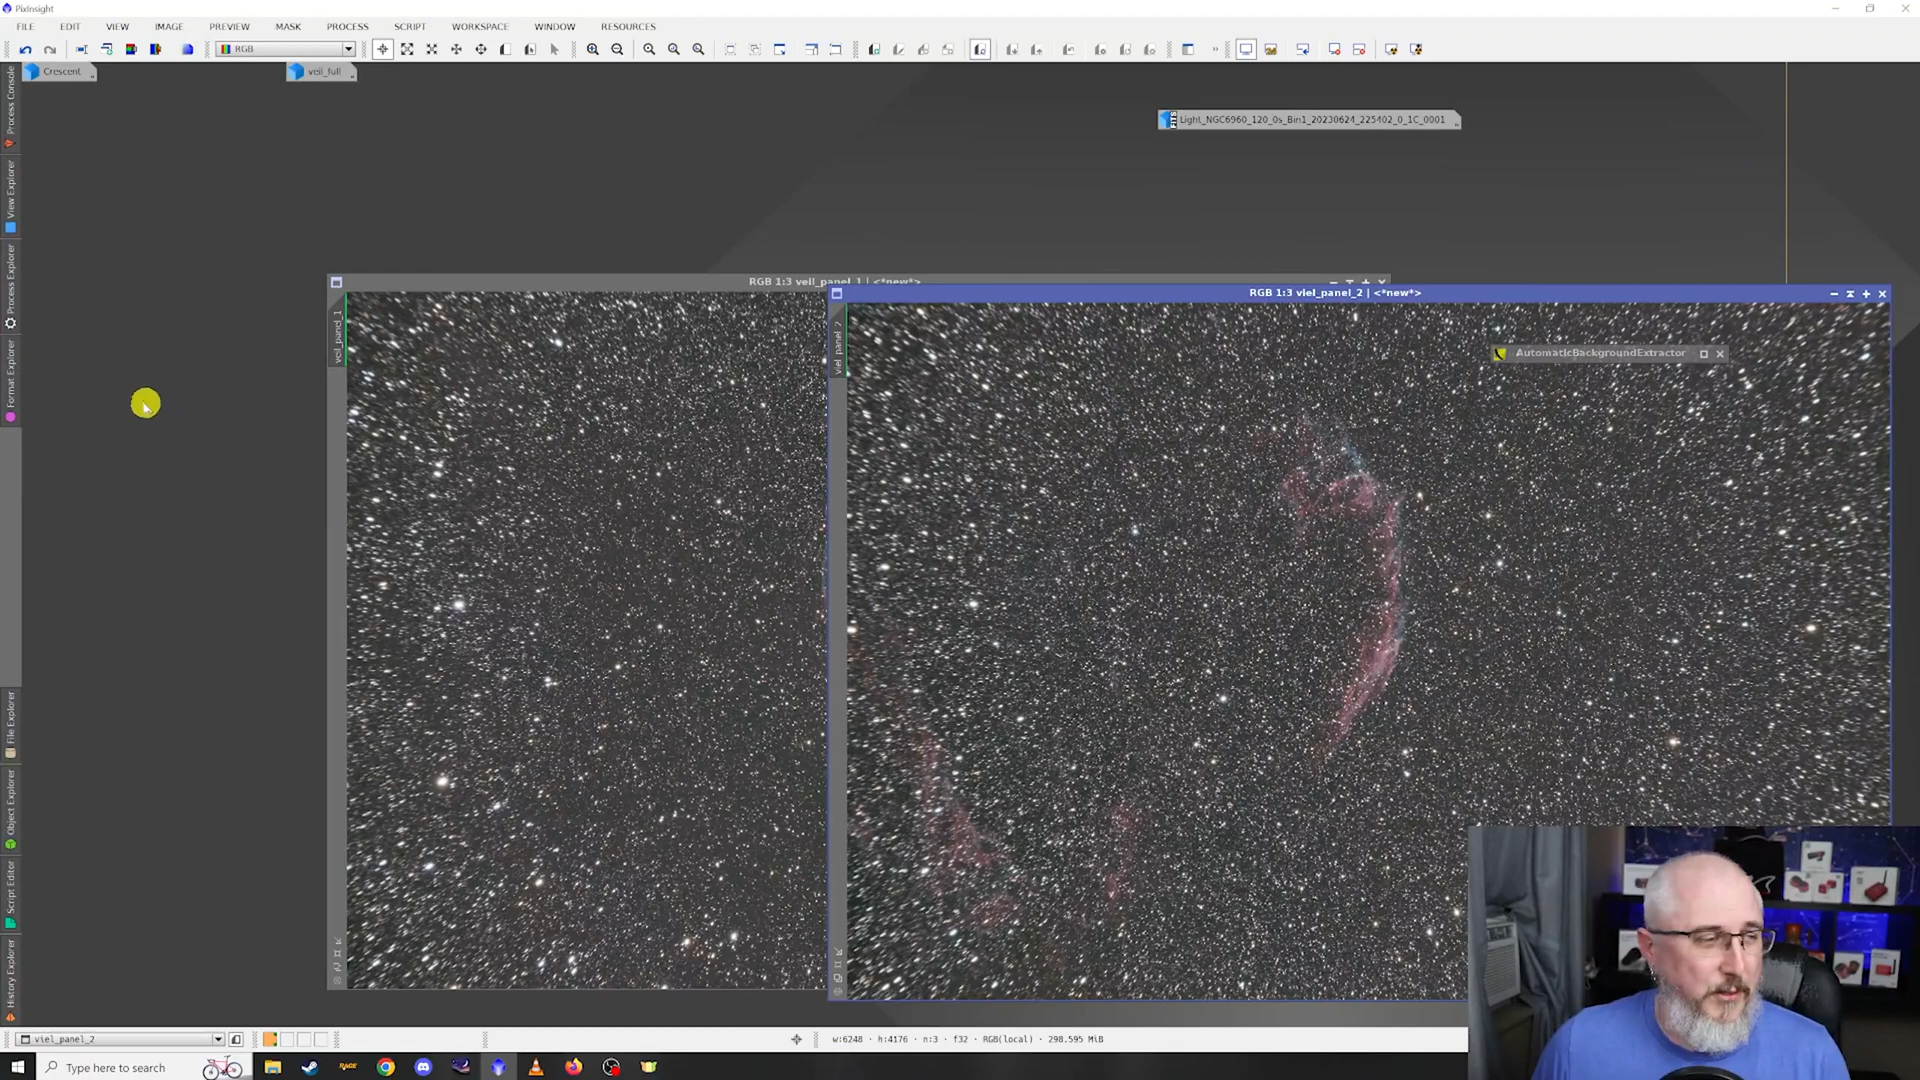 PixInsight
FILE EDIT VIEW IMAGE PREVIEW MASK PROCESS SCRIPT WORKSPACE WINDOW RESOURCES
RGB
Crescent
veil_full
Light_NGC6960_120_0s_Bin1_20230624_225402_0_1C_0001
RGB 1:3 veil_panel_1 | <*new*>
RGB 1:3 viel_panel_2 | <*new*>
AutomaticBackgroundExtractor
veil_panel_1
viel_panel_2
Process Console
View Explorer
Process Explorer
Format Explorer
File Explorer
Object Explorer
Script Editor
History Explorer
viel_panel_2
w:6248 · h:4176 · n:3 · f32 · RGB(local) · 298.595 MiB
Type here to search
RAGE